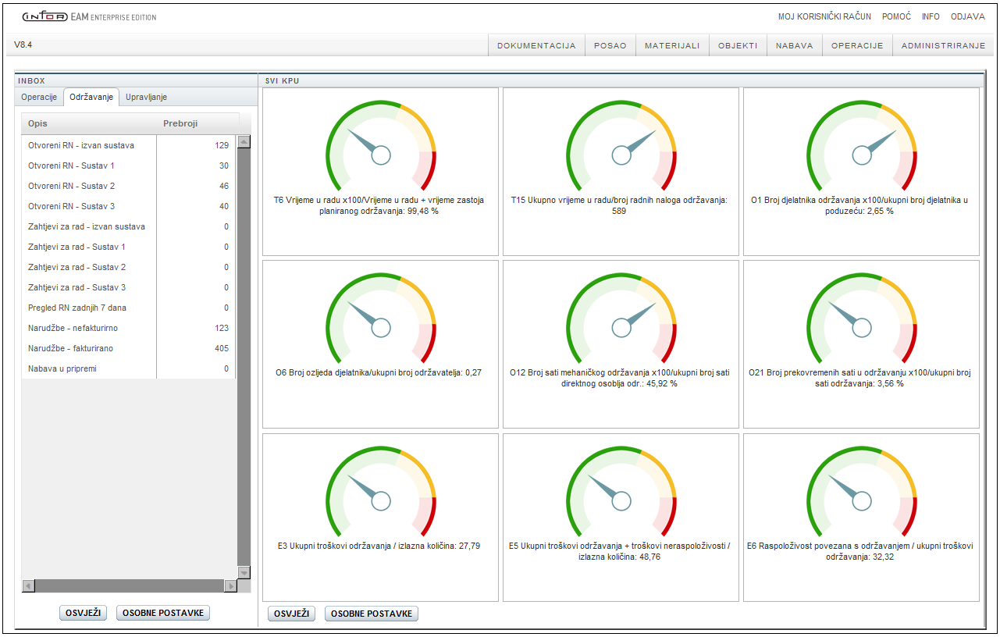 infor EAM ENTERPRISE EDITION
MOJ KORISNIČKI RAČUN POMOĆ INFO ODJAVA
V8.4
DOKUMENTACIJA POSAO MATERIJALI OBJEKTI NABAVA OPERACIJE ADMINISTRIRANJE
INBOX
Operacije Održavanje Upravljanje
Opis Prebroji
Otvoreni RN - izvan sustava 129
Otvoreni RN - Sustav 1 30
Otvoreni RN - Sustav 2 46
Otvoreni RN - Sustav 3 40
Zahtjevi za rad - izvan sustava 0
Zahtjevi za rad - Sustav 1 0
Zahtjevi za rad - Sustav 2 0
Zahtjevi za rad - Sustav 3 0
Pregled RN zadnjih 7 dana 0
Narudžbe - nefakturirno 123
Narudžbe - fakturirano 405
Nabava u pripremi 0
OSVJEŽI OSOBNE POSTAVKE
SVI KPU
T6 Vrijeme u radu x100/Vrijeme u radu + vrijeme zastoja
planiranog održavanja: 99,48 %
T15 Ukupno vrijeme u radu/broj radnih naloga održavanja:
589
O1 Broj djelatnika održavanja x100/ukupni broj djelatnika u
poduzeću: 2,65 %
O6 Broj ozljeda djelatnika/ukupni broj održavatelja: 0,27
O12 Broj sati mehaničkog održavanja x100/ukupni broj sati
direktnog osoblja odr.: 45,92 %
O21 Broj prekovremenih sati u održavanju x100/ukupni broj
sati održavanja: 3,56 %
E3 Ukupni troškovi održavanja / izlazna količina: 27,79
E5 Ukupni troškovi održavanja + troškovi neraspoloživosti /
izlazna količina: 48,76
E6 Raspoloživost povezana s održavanjem / ukupni troškovi
održavanja: 32,32
OSVJEŽI OSOBNE POSTAVKE